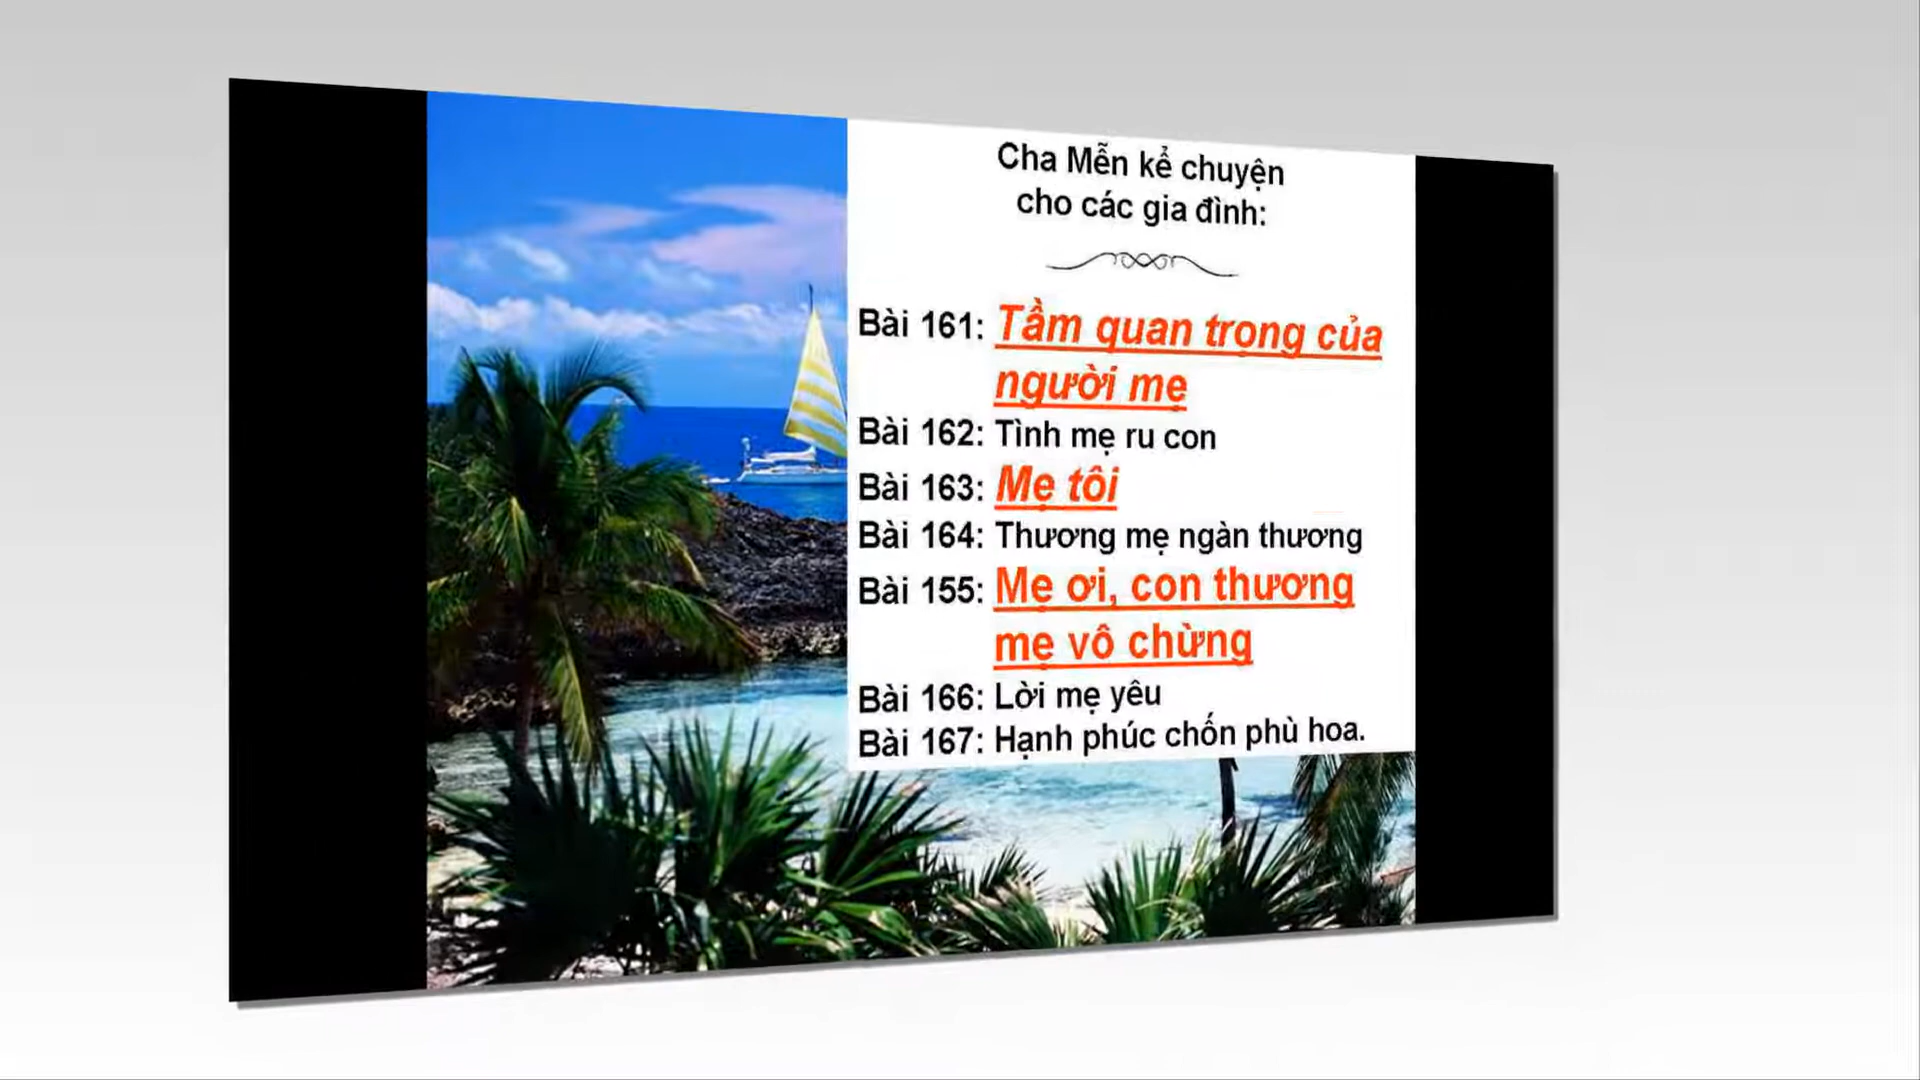 Cha Mễn kể chuyện
cho các gia đình:
Bài 161: Tầm quan trọng của
người mẹ
Bài 162: Tình mẹ ru con
Bài 163: Mẹ tôi
Bài 164: Thương mẹ ngàn thương
Bài 155: Mẹ ơi, con thương
mẹ vô chừng
Bài 166: Lời mẹ yêu
Bài 167: Hạnh phúc chốn phù hoa.